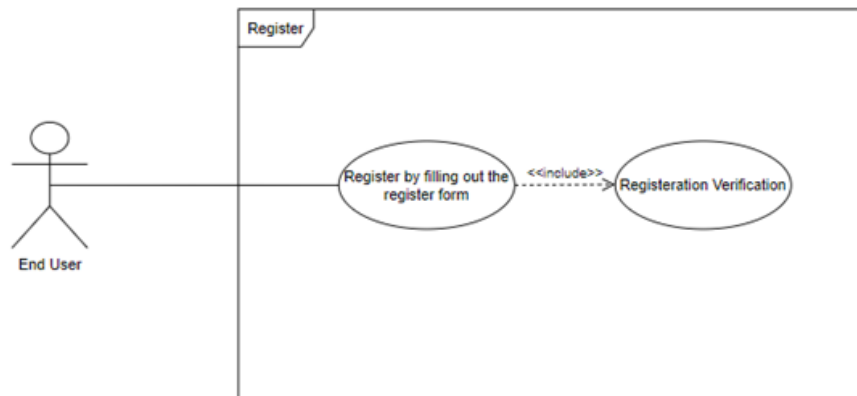 Register
Register by filling out the
register form
<<include>>
Registeration Verification
End User